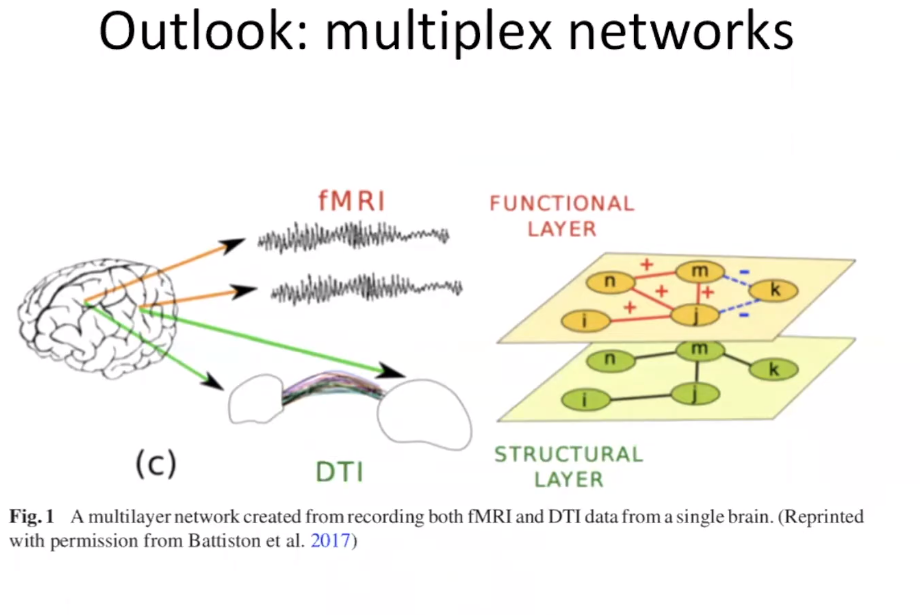 Outlook: multiplex networks
fMRI
FUNCTIONAL
LAYER
+
m
-
n
+
+
k
+
j
-
i
m
n
k
j
i
(c)
DTI
STRUCTURAL
LAYER
Fig. 1 A multilayer network created from recording both fMRI and DTI data from a single brain. (Reprinted
with permission from Battiston et al. 2017)